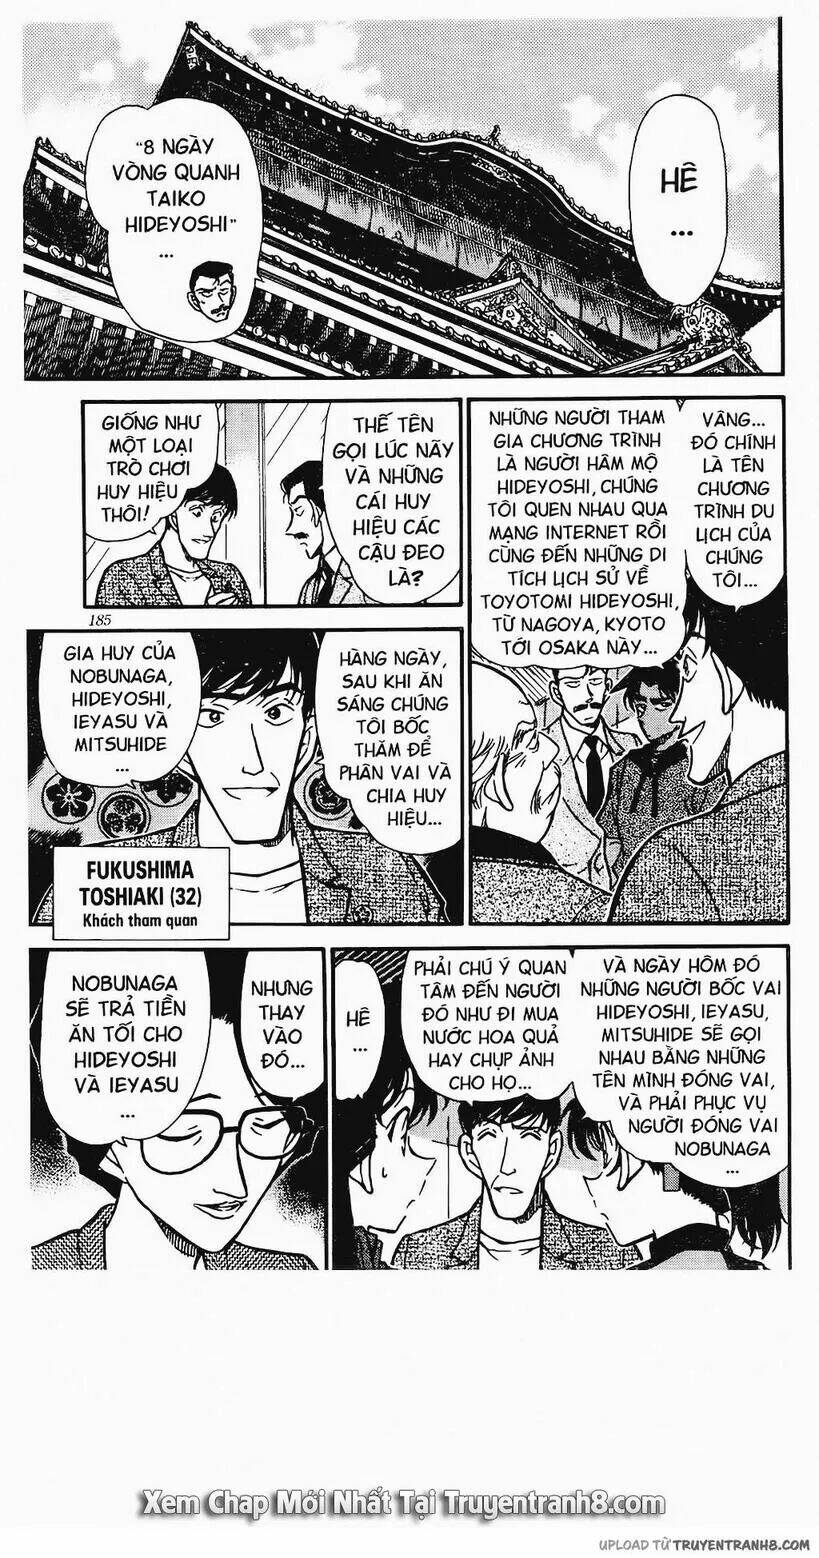 HÊ
...
"8 NGÀY
VÒNG QUANH
TAIKO
HIDEYOSHI"
...
VÂNG...
ĐÓ CHÍNH
LÀ TÊN
CHƯƠNG
TRÌNH DU
LỊCH CỦA
CHÚNG
TÔI...
NHỮNG NGƯỜI THAM
GIA CHƯƠNG TRÌNH
LÀ NGƯỜI HÂM MỘ
HIDEYOSHI, CHÚNG
TÔI QUEN NHAU QUA
MẠNG INTERNET RỒI
CÙNG ĐẾN NHỮNG DI
TÍCH LỊCH SỬ VỀ
TOYOTOMI HIDEYOSHI,
TỪ NAGOYA, KYOTO
TỚI OSAKA NÀY...
THẾ TÊN
GỌI LÚC NÃY
VÀ NHỮNG
CÁI HUY
HIỆU CÁC
CẬU ĐEO
LÀ?
GIỐNG NHƯ
MỘT LOẠI
TRÒ CHƠI
HUY HIỆU
THÔI!
185
HÀNG NGÀY,
SAU KHI ĂN
SÁNG CHÚNG
TÔI BỐC
THĂM ĐỂ
PHÂN VAI VÀ
CHIA HUY
HIỆU...
GIA HUY CỦA
NOBUNAGA,
HIDEYOSHI,
IEYASU VÀ
MITSUHIDE
...
FUKUSHIMA
TOSHIAKI (32)
Khách tham quan
VÀ NGÀY HÔM ĐÓ
NHỮNG NGƯỜI BỐC VAI
HIDEYOSHI, IEYASU,
MITSUHIDE SẼ GỌI
NHAU BẰNG NHỮNG
TÊN MÌNH ĐÓNG VAI,
VÀ PHẢI PHỤC VỤ
NGƯỜI ĐÓNG VAI
NOBUNAGA
...
PHẢI CHÚ Ý QUAN
TÂM ĐẾN NGƯỜI
ĐÓ NHƯ ĐI MUA
NƯỚC HOA QUẢ
HAY CHỤP ẢNH
CHO HỌ...
HÊ
...
NHƯNG
THAY
VÀO
ĐÓ...
NOBUNAGA
SẼ TRẢ TIỀN
ĂN TỐI CHO
HIDEYOSHI
VÀ IEYASU
...
Xem Chap Mới Nhất Tại Truyentranh8.com
UPLOAD TỪ TRUYENTRANH8.COM